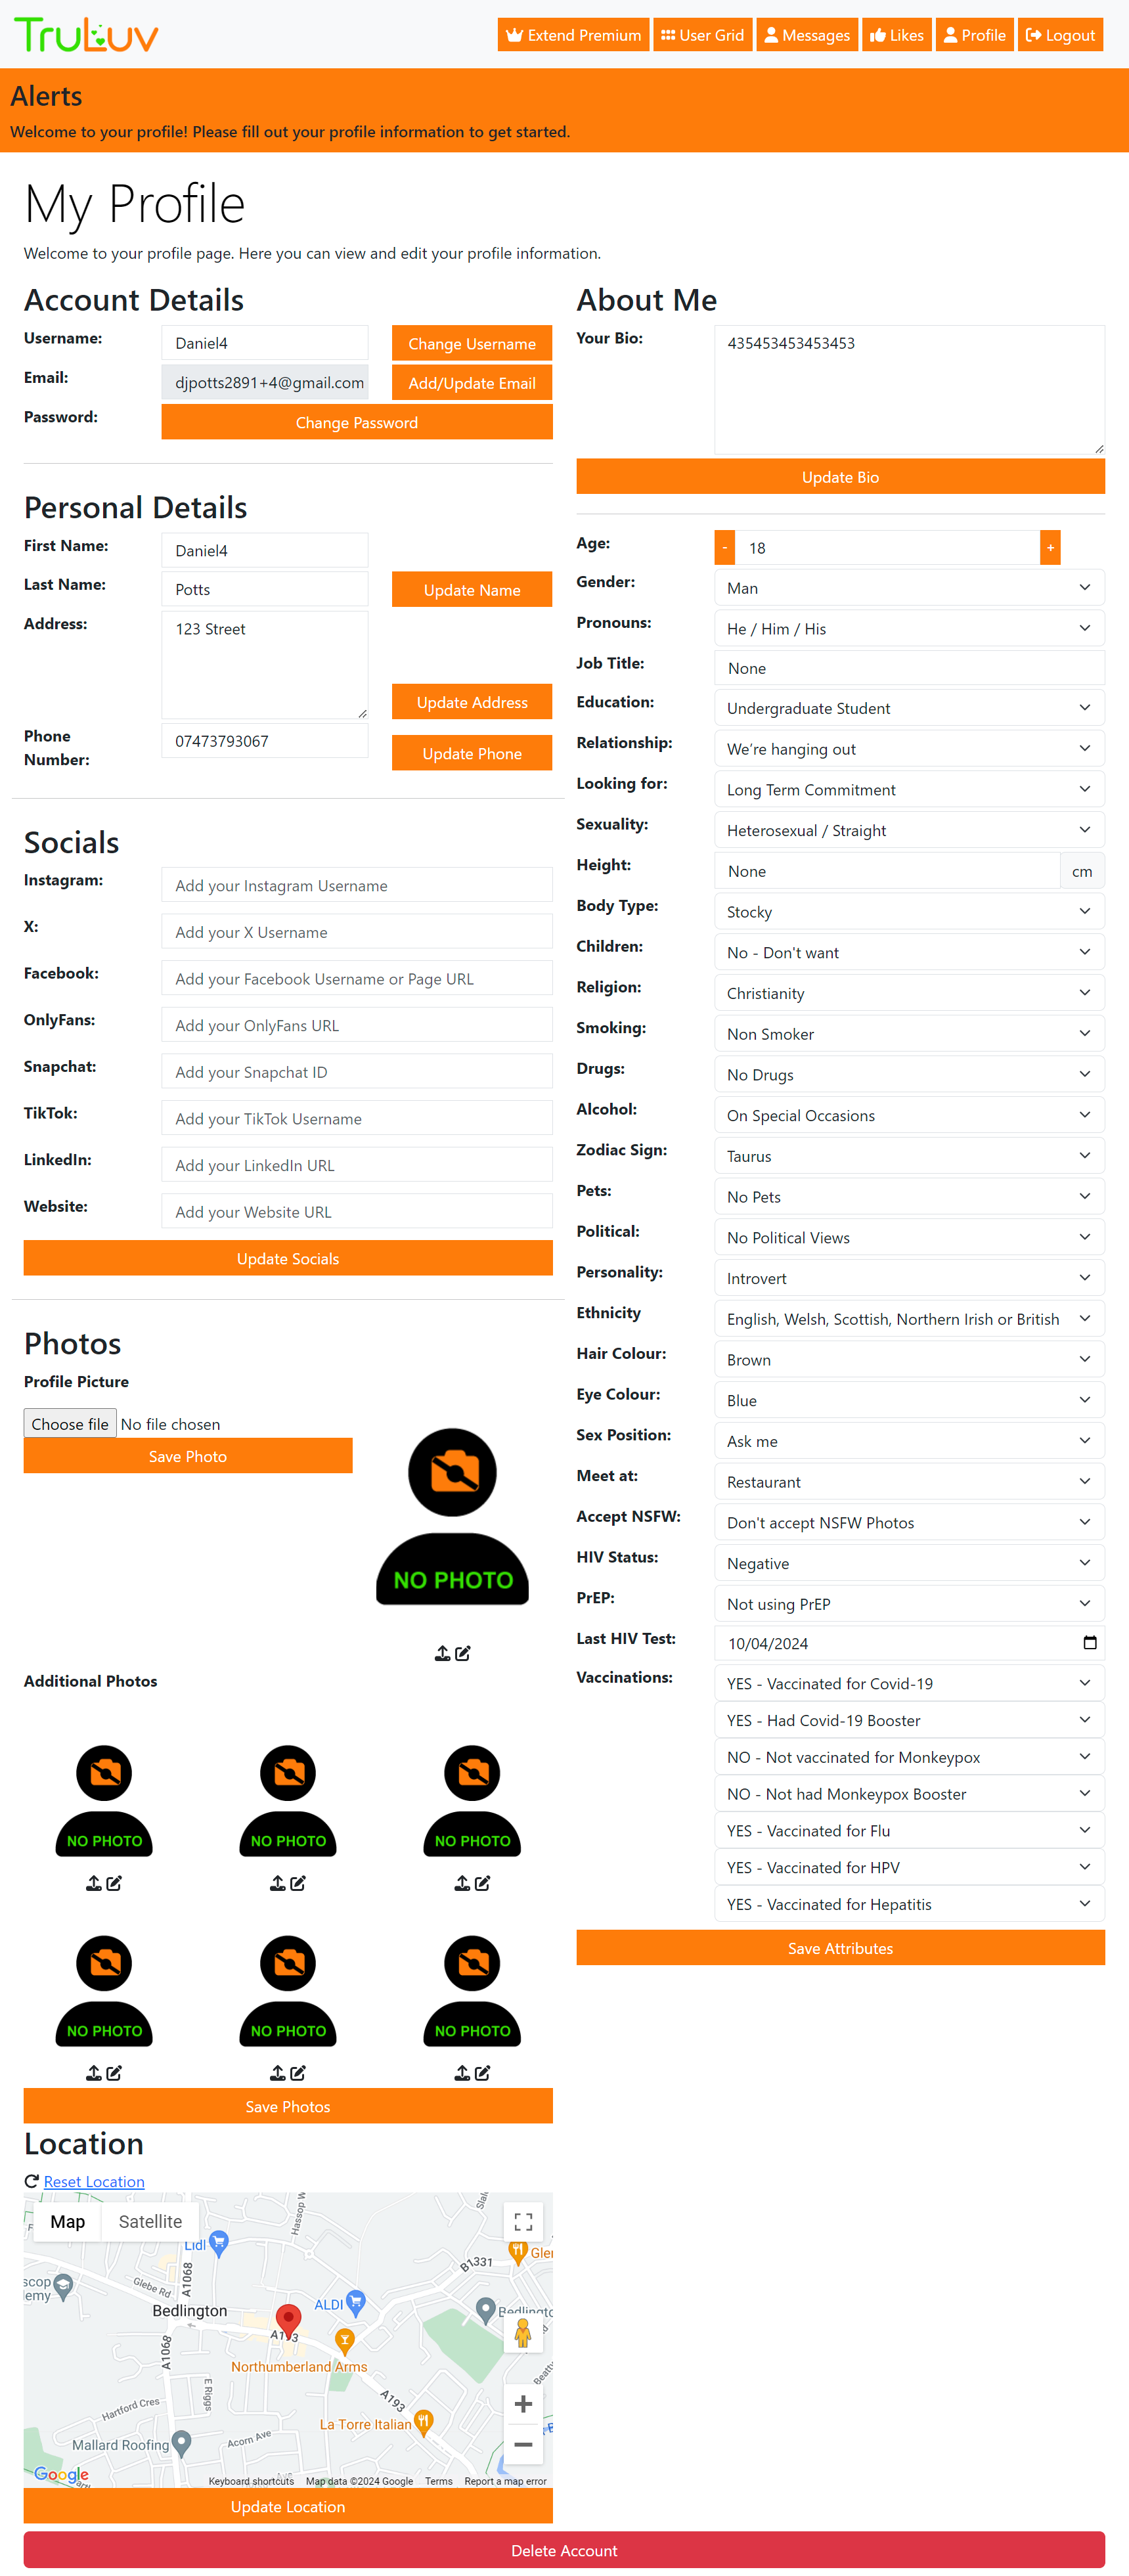 TruLuv
Extend Premium User Grid Messages Likes Profile Logout
Alerts
Welcome to your profile! Please fill out your profile information to get started.
My Profile
Welcome to your profile page. Here you can view and edit your profile information.
Account Details
Username: Daniel4 Change Username
Email: djpotts2891+4@gmail.com Add/Update Email
Password: Change Password
Personal Details
First Name: Daniel4
Last Name: Potts Update Name
Address: 123 Street
Update Address
Phone Number: 07473793067 Update Phone
Socials
Instagram: Add your Instagram Username
X: Add your X Username
Facebook: Add your Facebook Username or Page URL
OnlyFans: Add your OnlyFans URL
Snapchat: Add your Snapchat ID
TikTok: Add your TikTok Username
LinkedIn: Add your LinkedIn URL
Website: Add your Website URL
Update Socials
Photos
Profile Picture
Choose file No file chosen
Save Photo
NO PHOTO
Additional Photos
NO PHOTO NO PHOTO NO PHOTO
NO PHOTO NO PHOTO NO PHOTO
Save Photos
Location
Reset Location
Map Satellite
Hassop
Lidl
B1331
Glebe Rd
A1068
Bedlington
ALDI
A193
Northumberland Arms
A1068
E Riggs
A193
Hartford Cres
La Torre Italian
Mallard Roofing
Acorn Ave
Google
Keyboard shortcuts Map data ©2024 Google Terms Report a map error
Update Location
About Me
Your Bio: 435453453453453
Update Bio
Age: - 18 +
Gender: Man
Pronouns: He / Him / His
Job Title: None
Education: Undergraduate Student
Relationship: We're hanging out
Looking for: Long Term Commitment
Sexuality: Heterosexual / Straight
Height: None cm
Body Type: Stocky
Children: No - Don't want
Religion: Christianity
Smoking: Non Smoker
Drugs: No Drugs
Alcohol: On Special Occasions
Zodiac Sign: Taurus
Pets: No Pets
Political: No Political Views
Personality: Introvert
Ethnicity English, Welsh, Scottish, Northern Irish or British
Hair Colour: Brown
Eye Colour: Blue
Sex Position: Ask me
Meet at: Restaurant
Accept NSFW: Don't accept NSFW Photos
HIV Status: Negative
PrEP: Not using PrEP
Last HIV Test: 10/04/2024
Vaccinations: YES - Vaccinated for Covid-19
YES - Had Covid-19 Booster
NO - Not vaccinated for Monkeypox
NO - Not had Monkeypox Booster
YES - Vaccinated for Flu
YES - Vaccinated for HPV
YES - Vaccinated for Hepatitis
Save Attributes
Delete Account